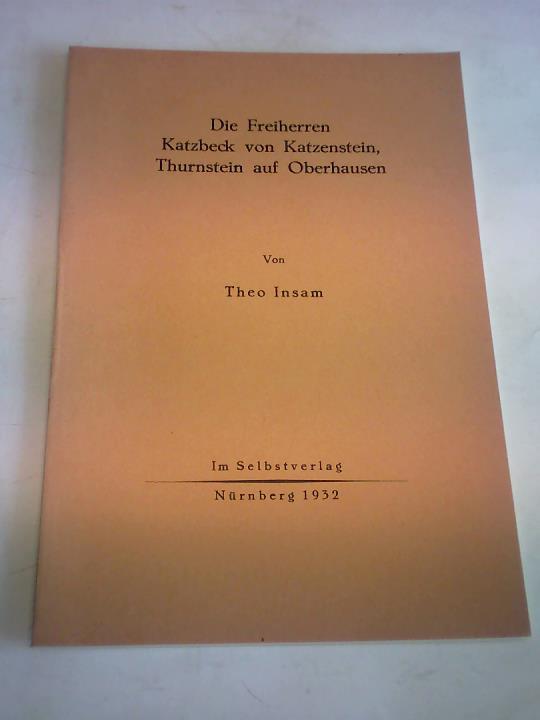 Die Freiherren
Katzbeck von Katzenstein,
Thurnstein auf Oberhausen
Von
Theo Insam
Im Selbstverlag
Nürnberg 1932